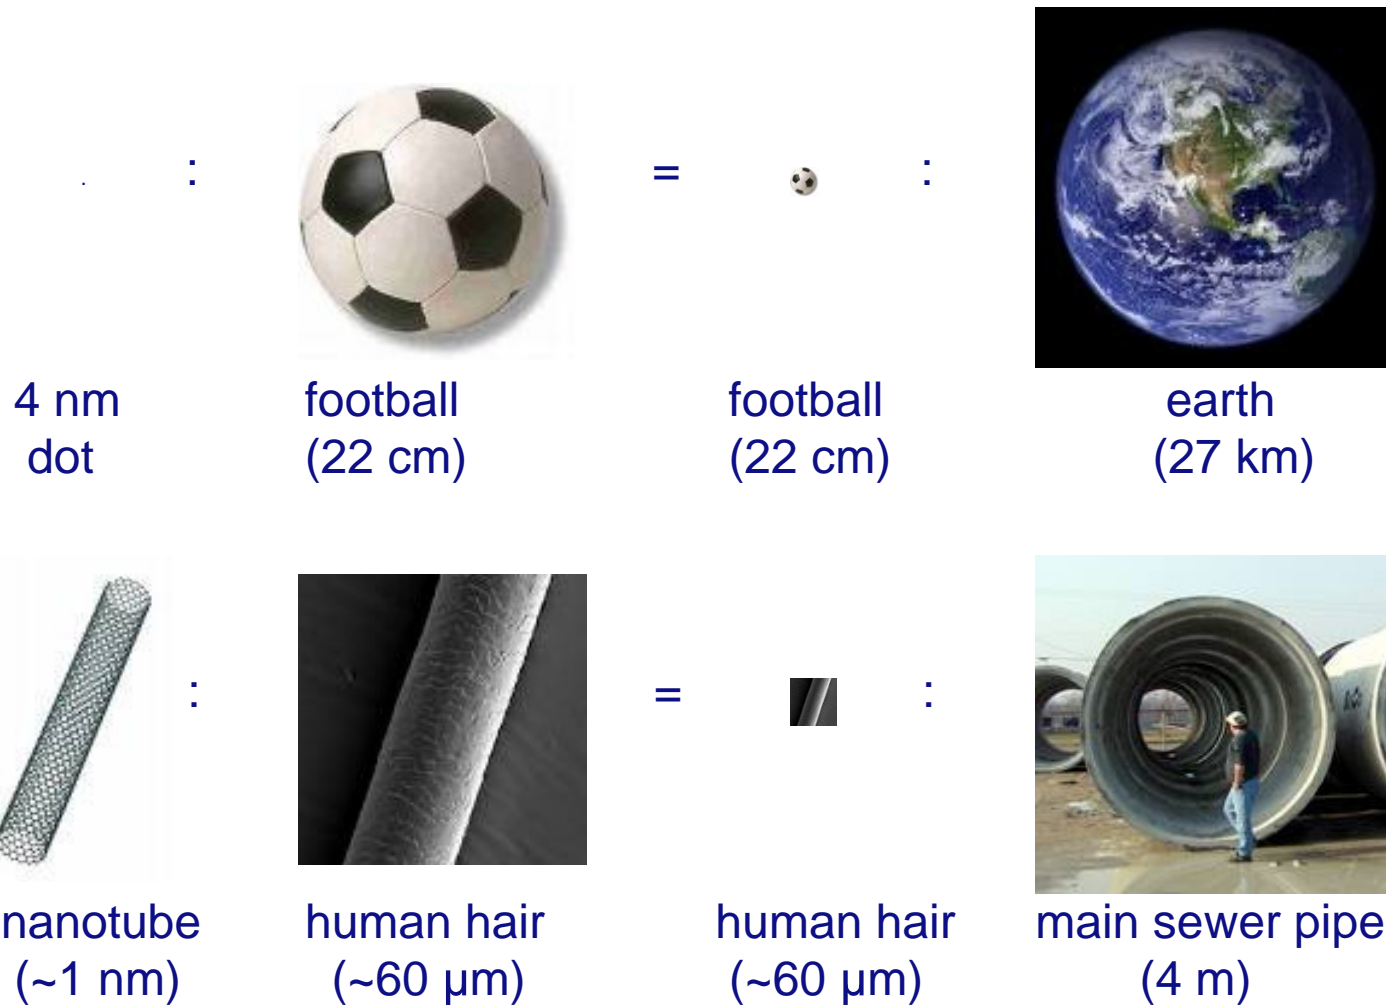 : = :
4 nm football football earth
dot (22 cm) (22 cm) (27 km)
: = :
nanotube human hair human hair main sewer pipe
(~1 nm) (~60 µm) (~60 µm) (4 m)